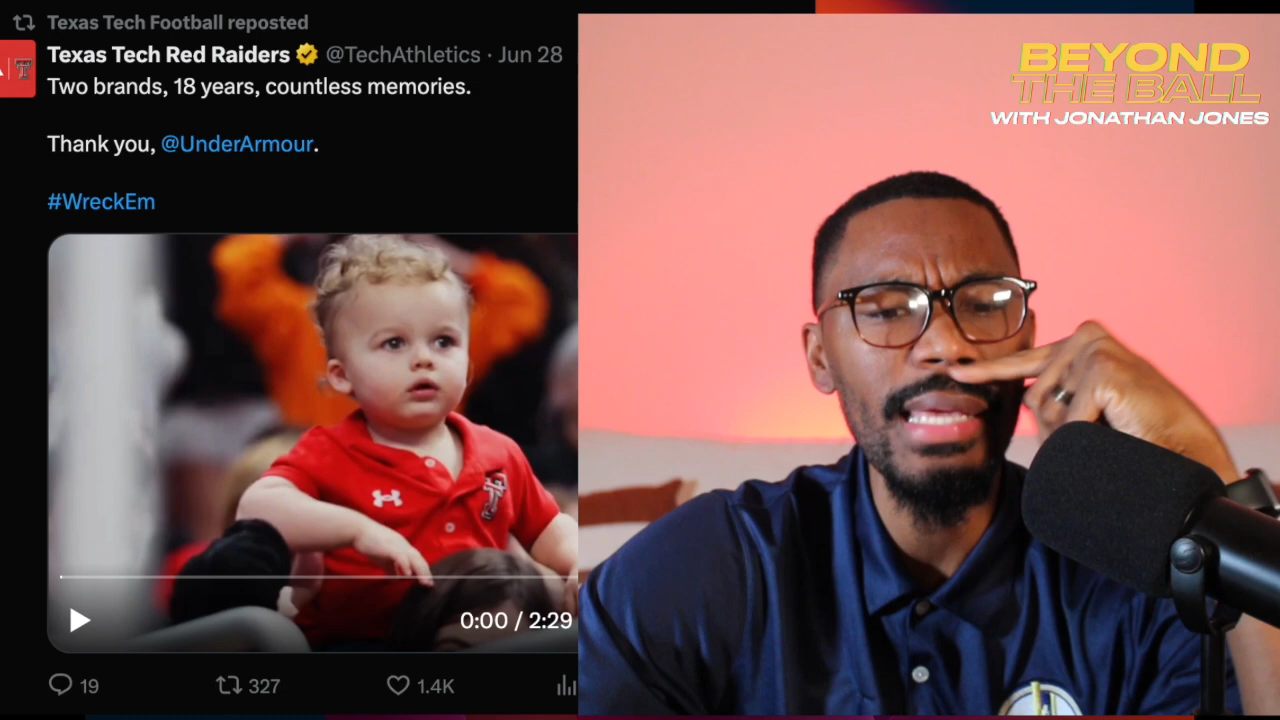 Texas Tech Football reposted
Texas Tech Red Raiders @TechAthletics · Jun 28
Two brands, 18 years, countless memories.
Thank you, @UnderArmour.
#WreckEm
0:00 / 2:29
19 327 1.4K
BEYOND
THE BALL
WITH JONATHAN JONES